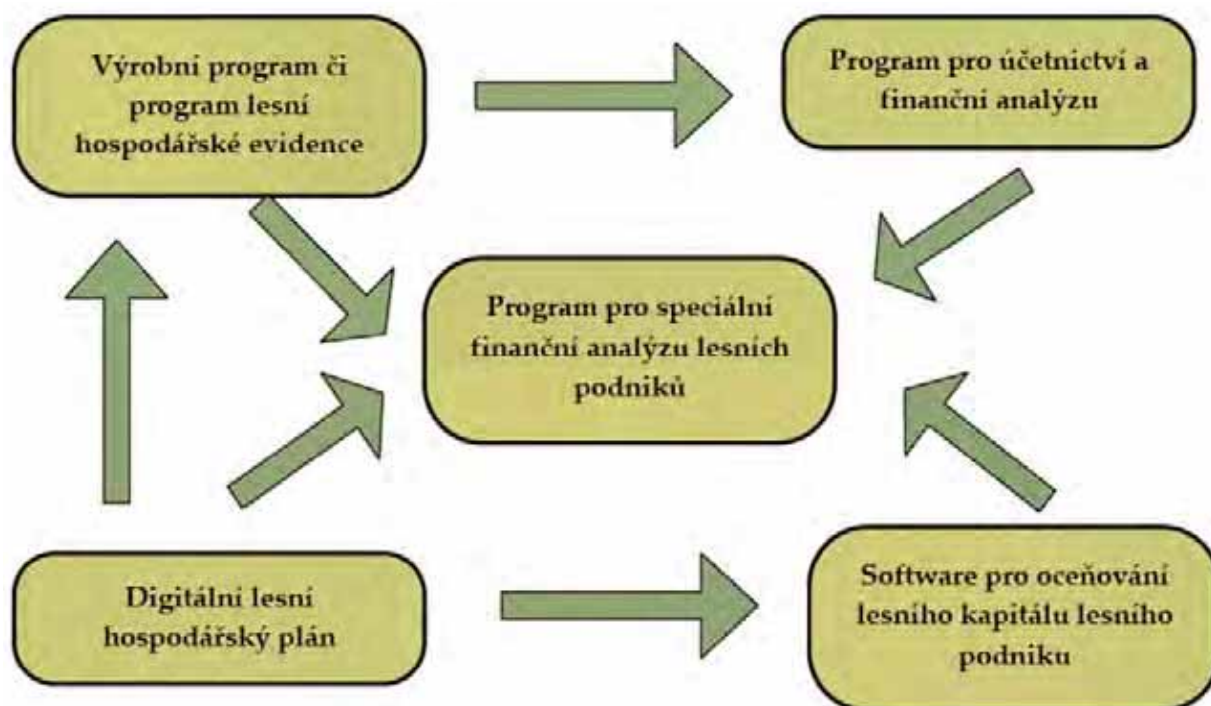 Výrobní program či
program lesní
hospodářské evidence
Program pro účetnictví a
finanční analýzu
Program pro speciální
finanční analýzu lesních
podniků
Digitální lesní
hospodářský plán
Software pro oceňování
lesního kapitálu lesního
podniku